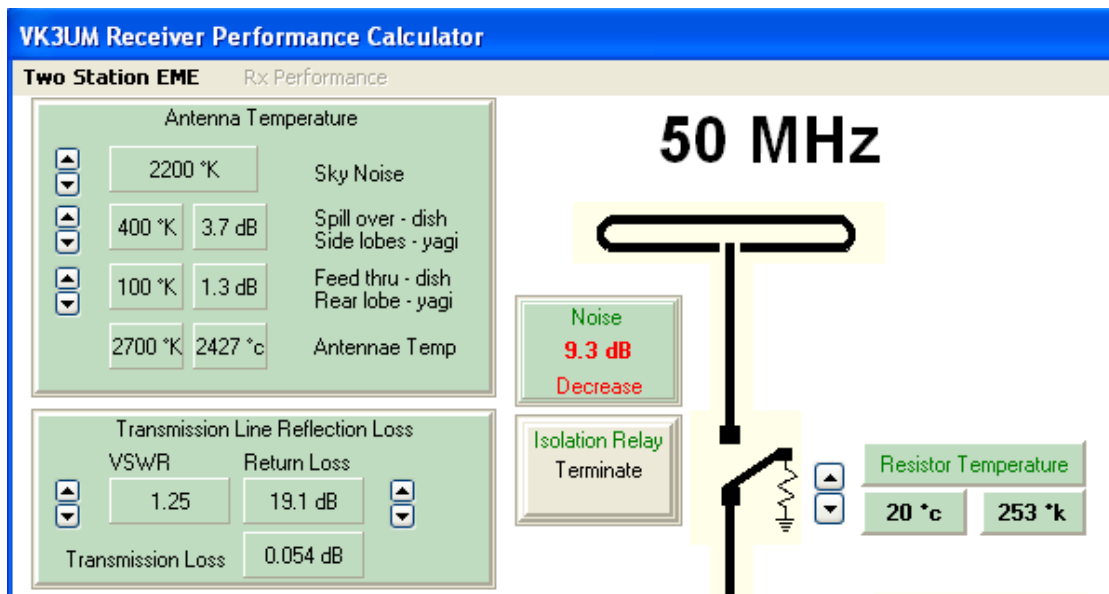 VK3UM Receiver Performance Calculator
Two Station EME Rx Performance
Antenna Temperature
2200 °K Sky Noise
400 °K 3.7 dB Spill over - dish
Side lobes - yagi
100 °K 1.3 dB Feed thru - dish
Rear lobe - yagi
2700 °K 2427 °c Antennae Temp
Transmission Line Reflection Loss
VSWR Return Loss
1.25 19.1 dB
Transmission Loss 0.054 dB
50 MHz
Noise
9.3 dB
Decrease
Isolation Relay
Terminate
Resistor Temperature
20 °c 253 °k